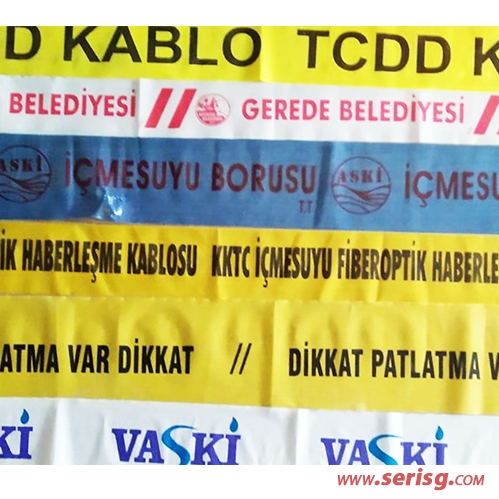 D KABLO TCDD K
BELEDİYESİ // GEREDE BELEDİYESİ //
ASKİ İÇMESUYU BORUSU T.T ASKİ İÇMESU
İK HABERLEŞME KABLOSU KKTC İÇMESUYU FİBEROPTİK HABERLE
ATMA VAR DİKKAT // DİKKAT PATLATMA V
Kİ VASKİ VASKİ
www.serisg.com